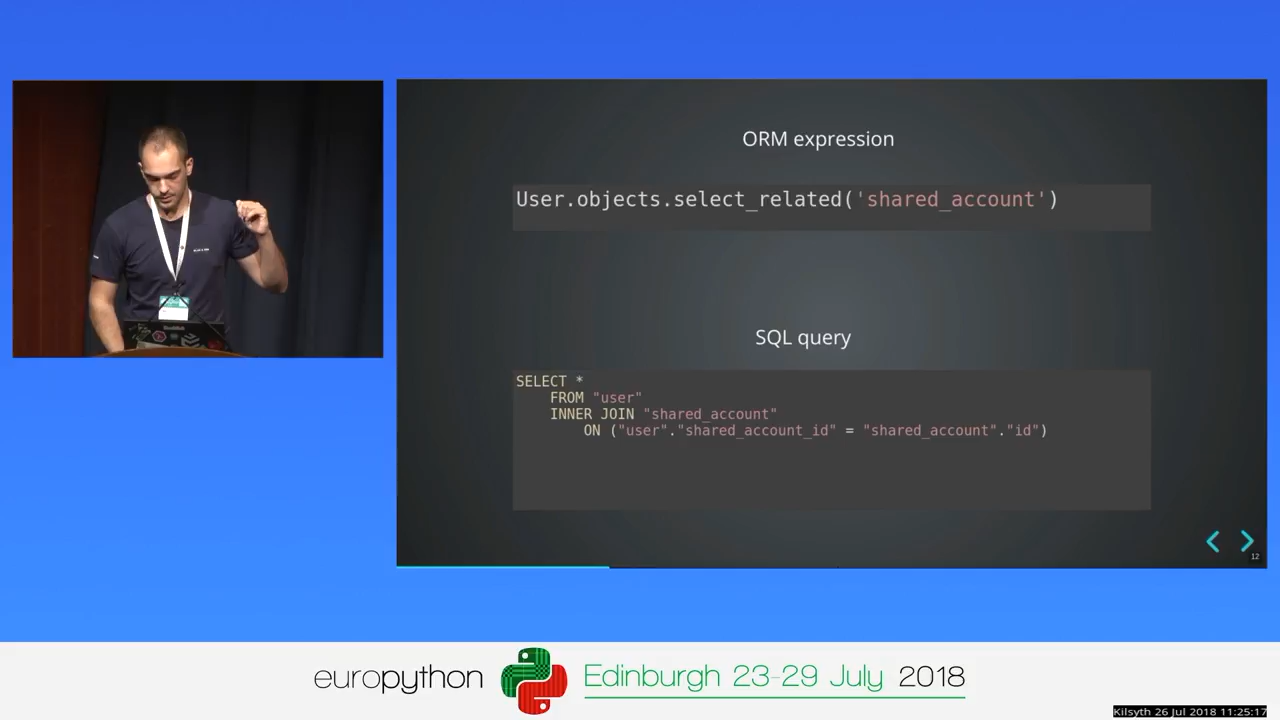 ORM expression
User.objects.select_related('shared_account')
SQL query
SELECT *
FROM "user"
INNER JOIN "shared_account"
ON ("user"."shared_account_id" = "shared_account"."id")
12
europython
Edinburgh 23-29 July 2018
Kilsyth 26 Jul 2018 11:25:17